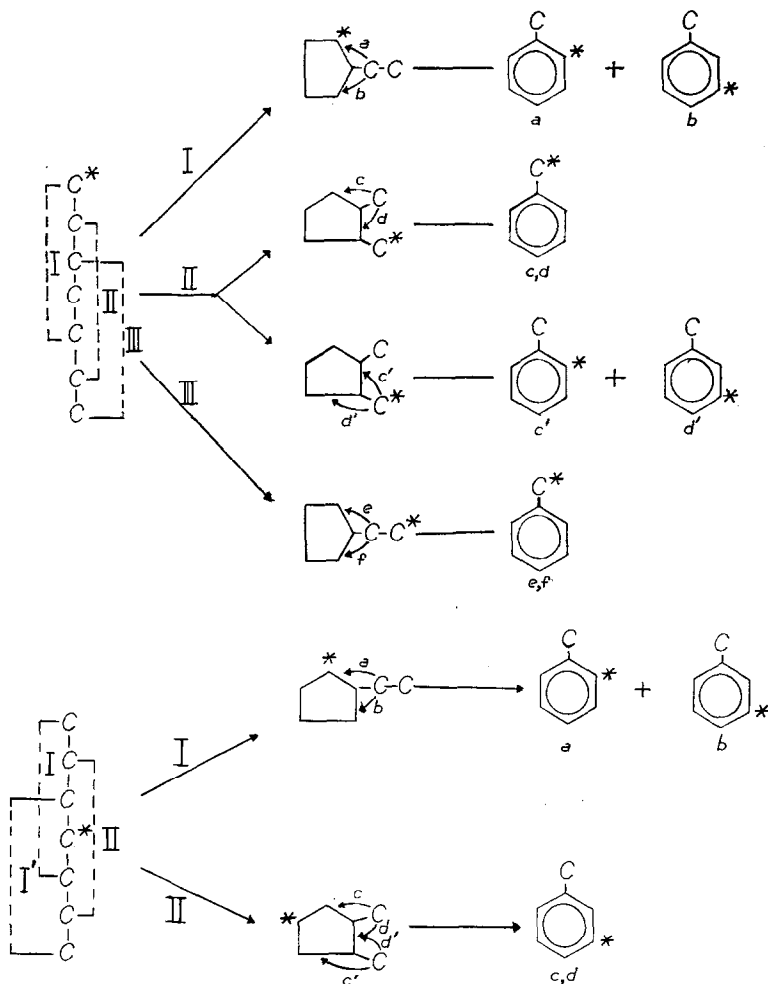 * a C-C C * + C *
b a b
I
C*
C
C
C
C
C
C
I II III
c C C*
d C*
c,d
II
C C * + C *
c' C*
d' c' d'
III
e C-C* C*
f e,f
* a C-C C * + C *
b a b
I
C
C
C
C*
C
C
C
I II
I'
II
* c C C
d *
d'
C
c' c,d